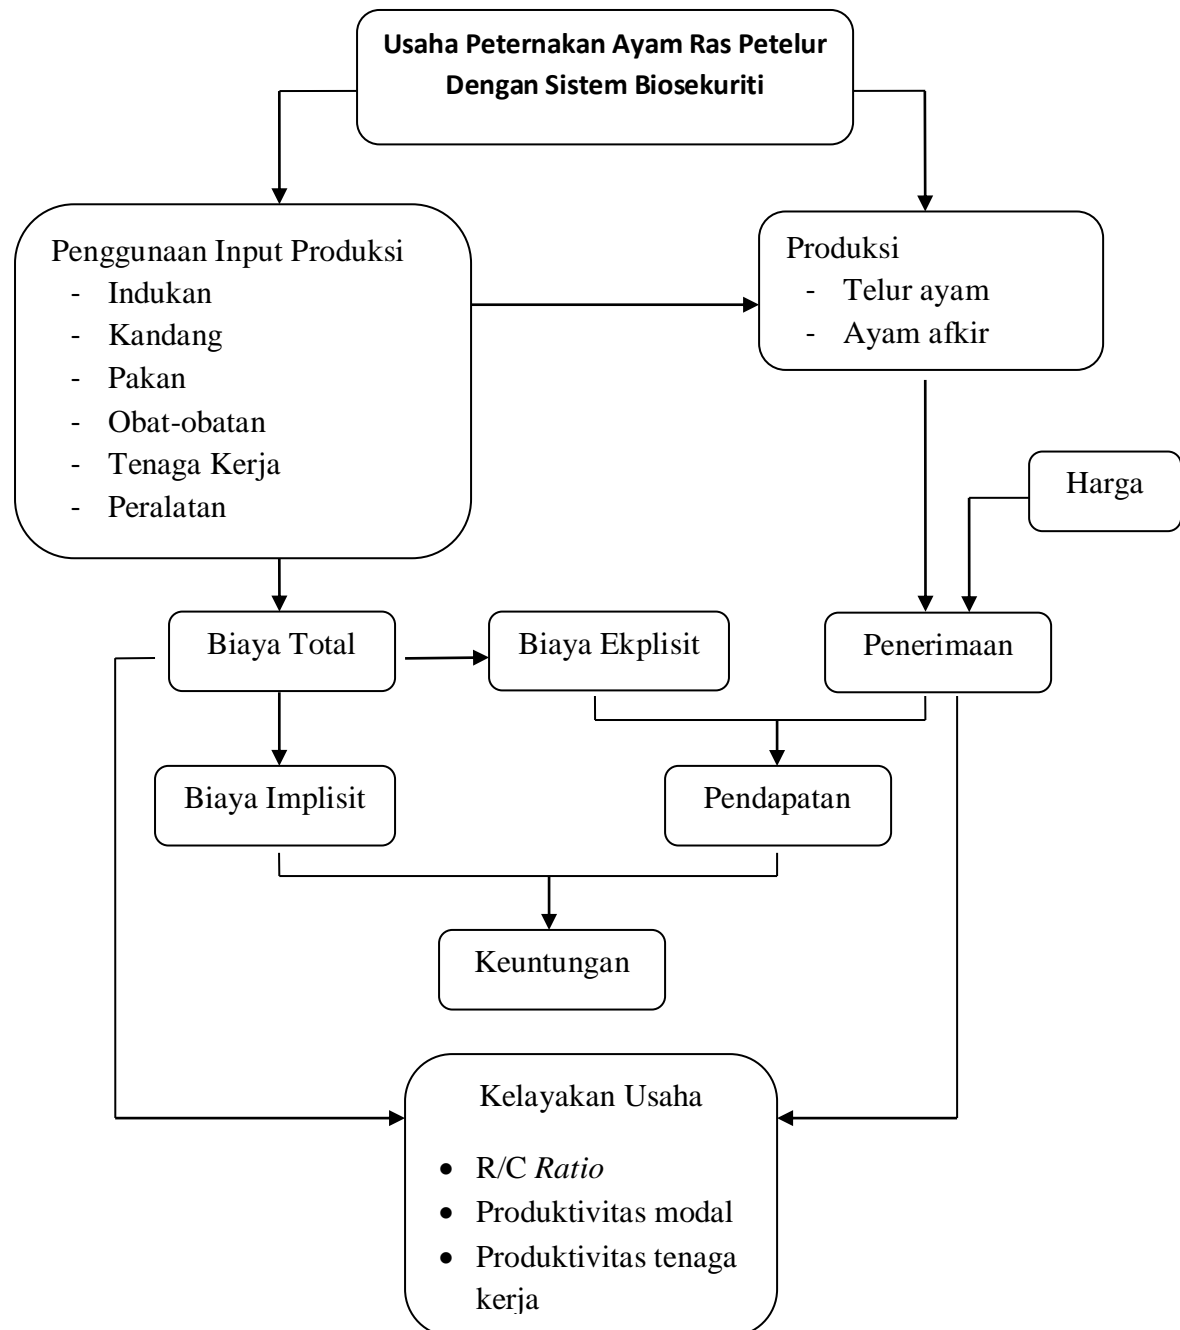 Usaha Peternakan Ayam Ras Petelur
Dengan Sistem Biosekuriti
Penggunaan Input Produksi
- Indukan
- Kandang
- Pakan
- Obat-obatan
- Tenaga Kerja
- Peralatan
Produksi
- Telur ayam
- Ayam afkir
Harga
Biaya Total
Biaya Ekplisit
Penerimaan
Biaya Implisit
Pendapatan
Keuntungan
Kelayakan Usaha
• R/C Ratio
• Produktivitas modal
• Produktivitas tenaga
kerja